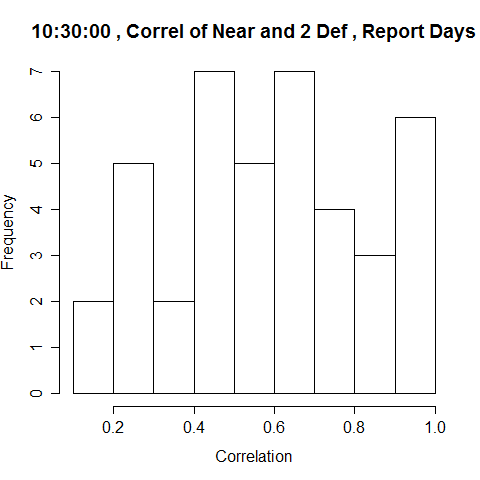 10:30:00 , Correl of Near and 2 Def , Report Days
Frequency
7
6
5
4
3
2
1
0
0.2 0.4 0.6 0.8 1.0
Correlation